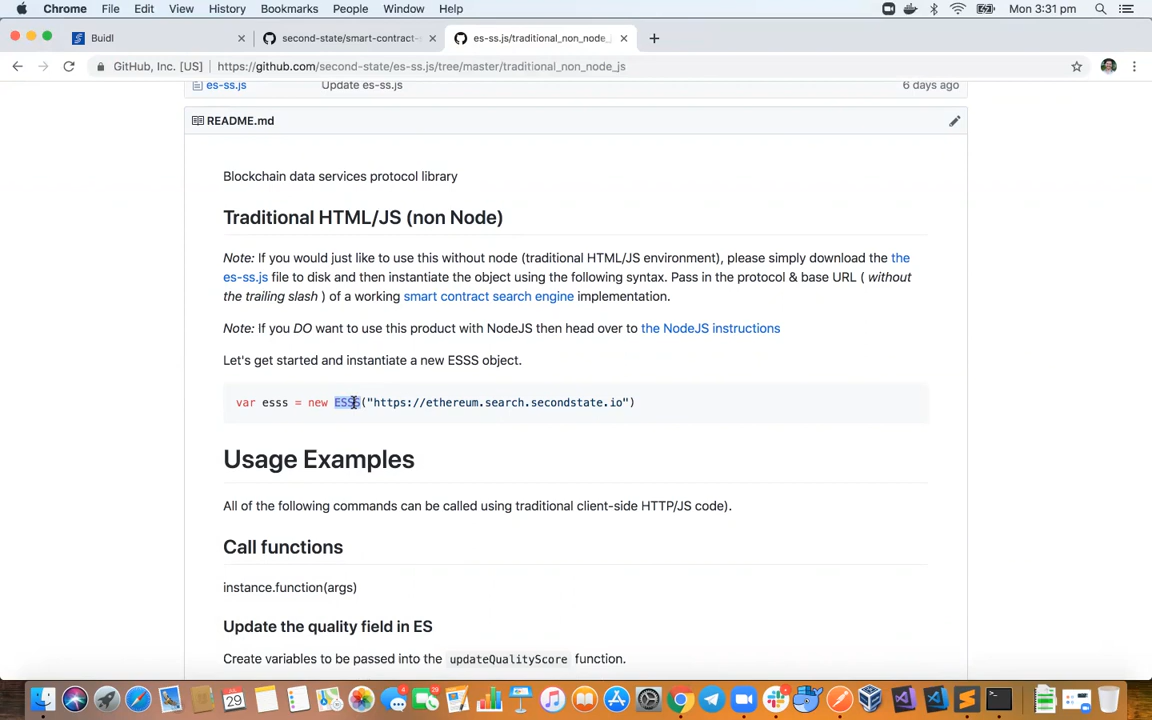 Chrome File Edit View History Bookmarks People Window Help Mon 3:31 pm
Buidl
second-state/smart-contract-
es-ss.js/traditional_non_node_
GitHub, Inc. [US] https://github.com/second-state/es-ss.js/tree/master/traditional_non_node_js
es-ss.js Update es-ss.js 6 days ago
README.md
Blockchain data services protocol library
Traditional HTML/JS (non Node)
Note: If you would just like to use this without node (traditional HTML/JS environment), please simply download the the
es-ss.js file to disk and then instantiate the object using the following syntax. Pass in the protocol & base URL ( without
the trailing slash ) of a working smart contract search engine implementation.
Note: If you DO want to use this product with NodeJS then head over to the NodeJS instructions
Let's get started and instantiate a new ESSS object.
var esss = new ESSS("https://ethereum.search.secondstate.io")
Usage Examples
All of the following commands can be called using traditional client-side HTTP/JS code).
Call functions
instance.function(args)
Update the quality field in ES
Create variables to be passed into the updateQualityScore function.
29